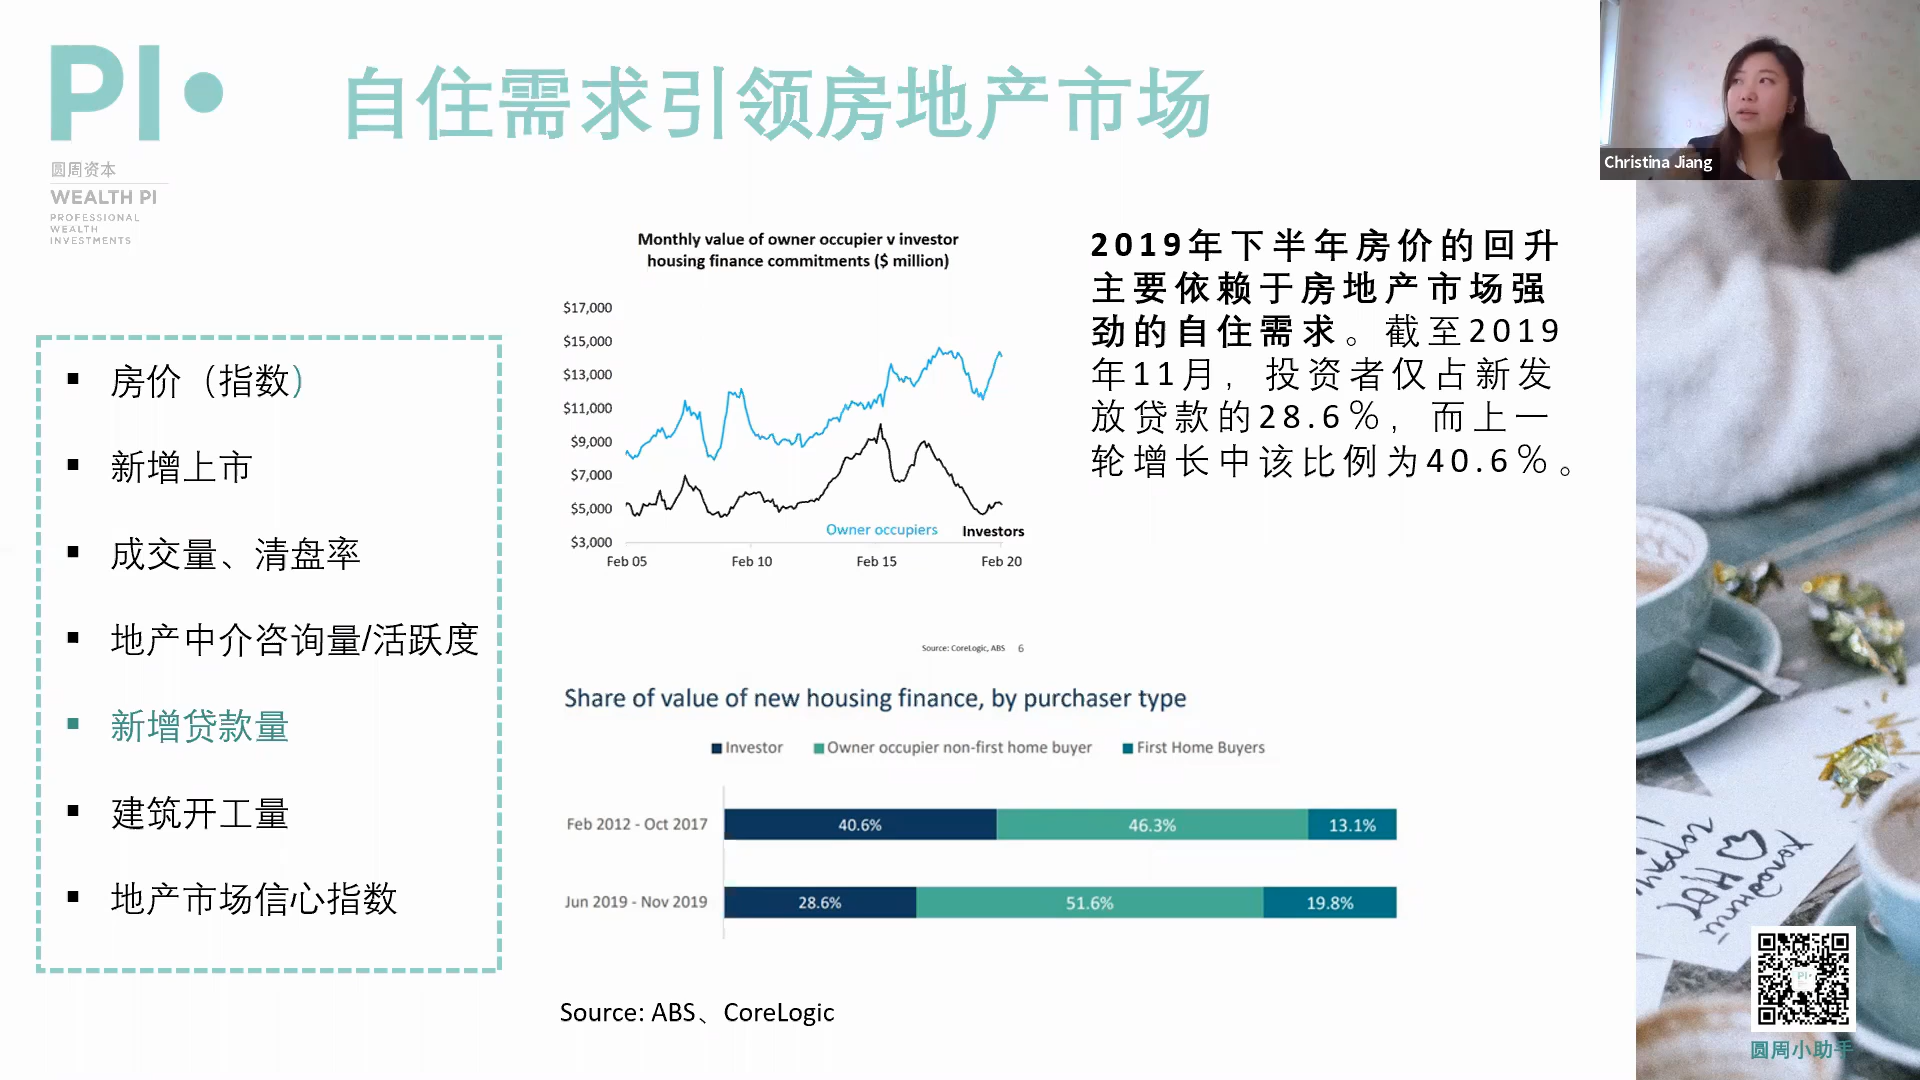 PI
圆周资本
WEALTH PI
PROFESSIONAL
WEALTH
INVESTMENTS
自住需求引领房地产市场
Christina Jiang
▪ 房价（指数）
▪ 新增上市
▪ 成交量、清盘率
▪ 地产中介咨询量/活跃度
▪ 新增贷款量
▪ 建筑开工量
▪ 地产市场信心指数
Monthly value of owner occupier v investor
housing finance commitments ($ million)
$17,000
$15,000
$13,000
$11,000
$9,000
$7,000
$5,000
$3,000
Owner occupiers Investors
Feb 05 Feb 10 Feb 15 Feb 20
Source: CoreLogic, ABS 6
2019年下半年房价的回升
主要依赖于房地产市场强
劲的自住需求。截至2019
年11月，投资者仅占新发
放贷款的28.6%，而上一
轮增长中该比例为40.6%。
Share of value of new housing finance, by purchaser type
Investor Owner occupier non-first home buyer First Home Buyers
Feb 2012 - Oct 2017 40.6% 46.3% 13.1%
Jun 2019 - Nov 2019 28.6% 51.6% 19.8%
Source: ABS、CoreLogic
圆周小助手